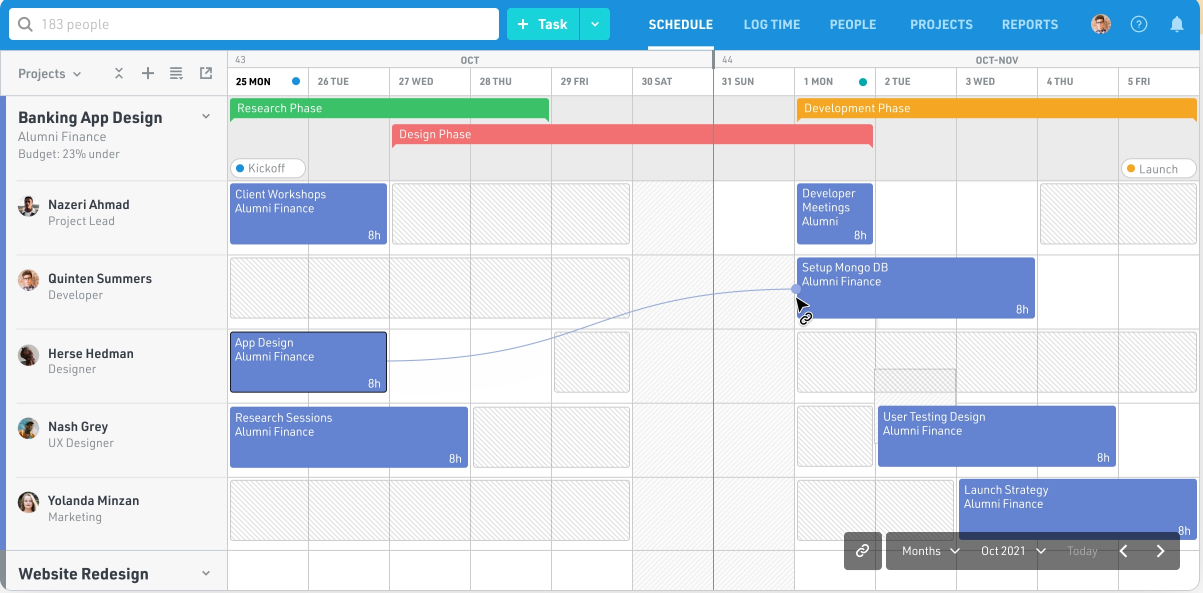 183 people
+ Task
SCHEDULE
LOG TIME
PEOPLE
PROJECTS
REPORTS
?
Projects
43
OCT
44
OCT-NOV
25 MON
26 TUE
27 WED
28 THU
29 FRI
30 SAT
31 SUN
1 MON
2 TUE
3 WED
4 THU
5 FRI
Banking App Design
Alumni Finance
Budget: 23% under
Research Phase
Design Phase
Development Phase
Kickoff
Launch
Nazeri Ahmad
Project Lead
Client Workshops
Alumni Finance
8h
Developer
Meetings
Alumni
8h
Quinten Summers
Developer
Setup Mongo DB
Alumni Finance
8h
Herse Hedman
Designer
App Design
Alumni Finance
8h
Nash Grey
UX Designer
Research Sessions
Alumni Finance
8h
User Testing Design
Alumni Finance
8h
Yolanda Minzan
Marketing
Launch Strategy
Alumni Finance
8h
Months
Oct 2021
Today
Website Redesign